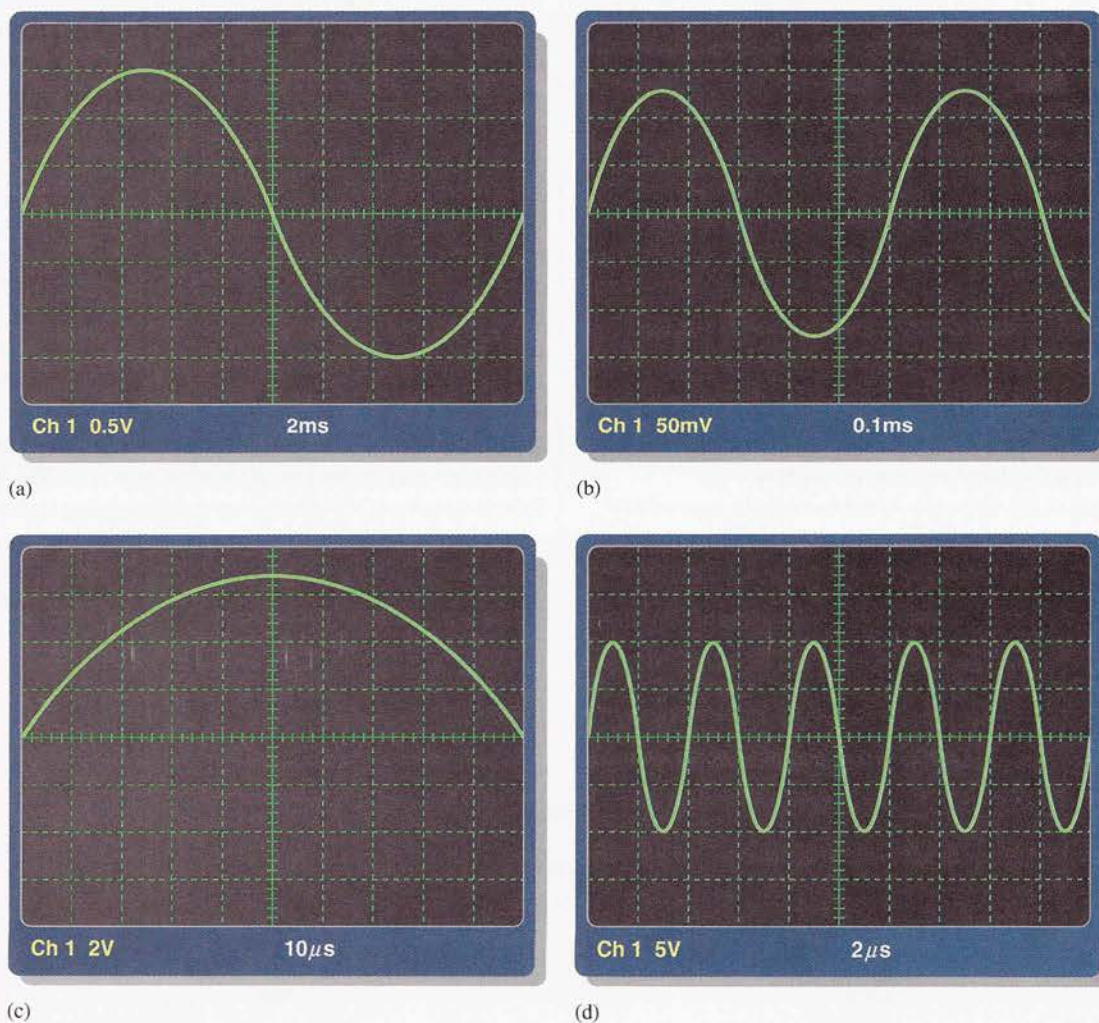 Ch 1 0.5V 2ms
Ch 1 50mV 0.1ms
(a)
(b)
Ch 1 2V 10μs
Ch 1 5V 2μs
(c)
(d)